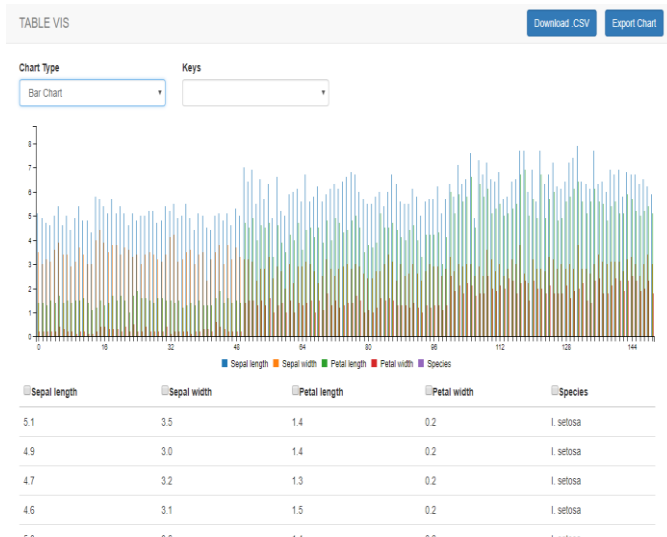 TABLE VIS
Download .CSV Export Chart
Chart Type Keys
Bar Chart
8
7
6
5
4
3
2
1
0
0 16 32 48 64 80 96 112 128 144
Sepal length Sepal width Petal length Petal width Species
Sepal length Sepal width Petal length Petal width Species
5.1 3.5 1.4 0.2 I. setosa
4.9 3.0 1.4 0.2 I. setosa
4.7 3.2 1.3 0.2 I. setosa
4.6 3.1 1.5 0.2 I. setosa